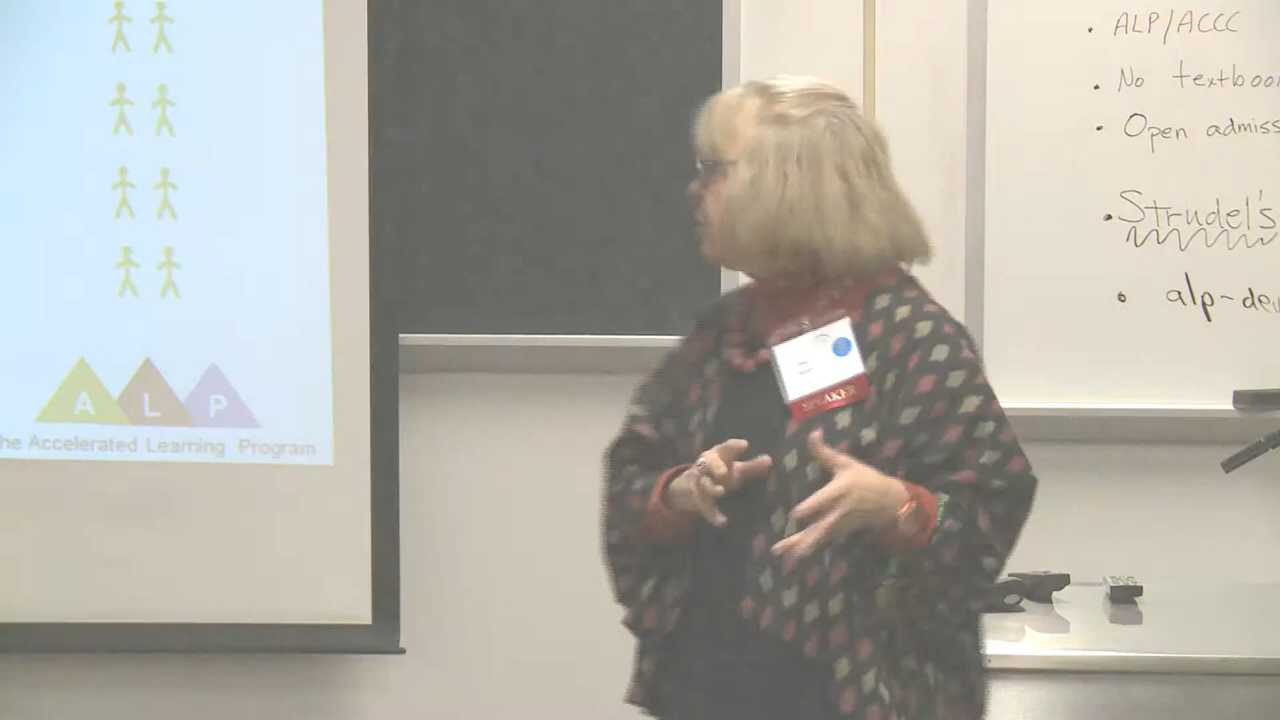 A L P
he Accelerated Learning Program
SPEAKER
• ALP/ACCC
• No textboo
• Open admiss
• Strudel's
• alp-de